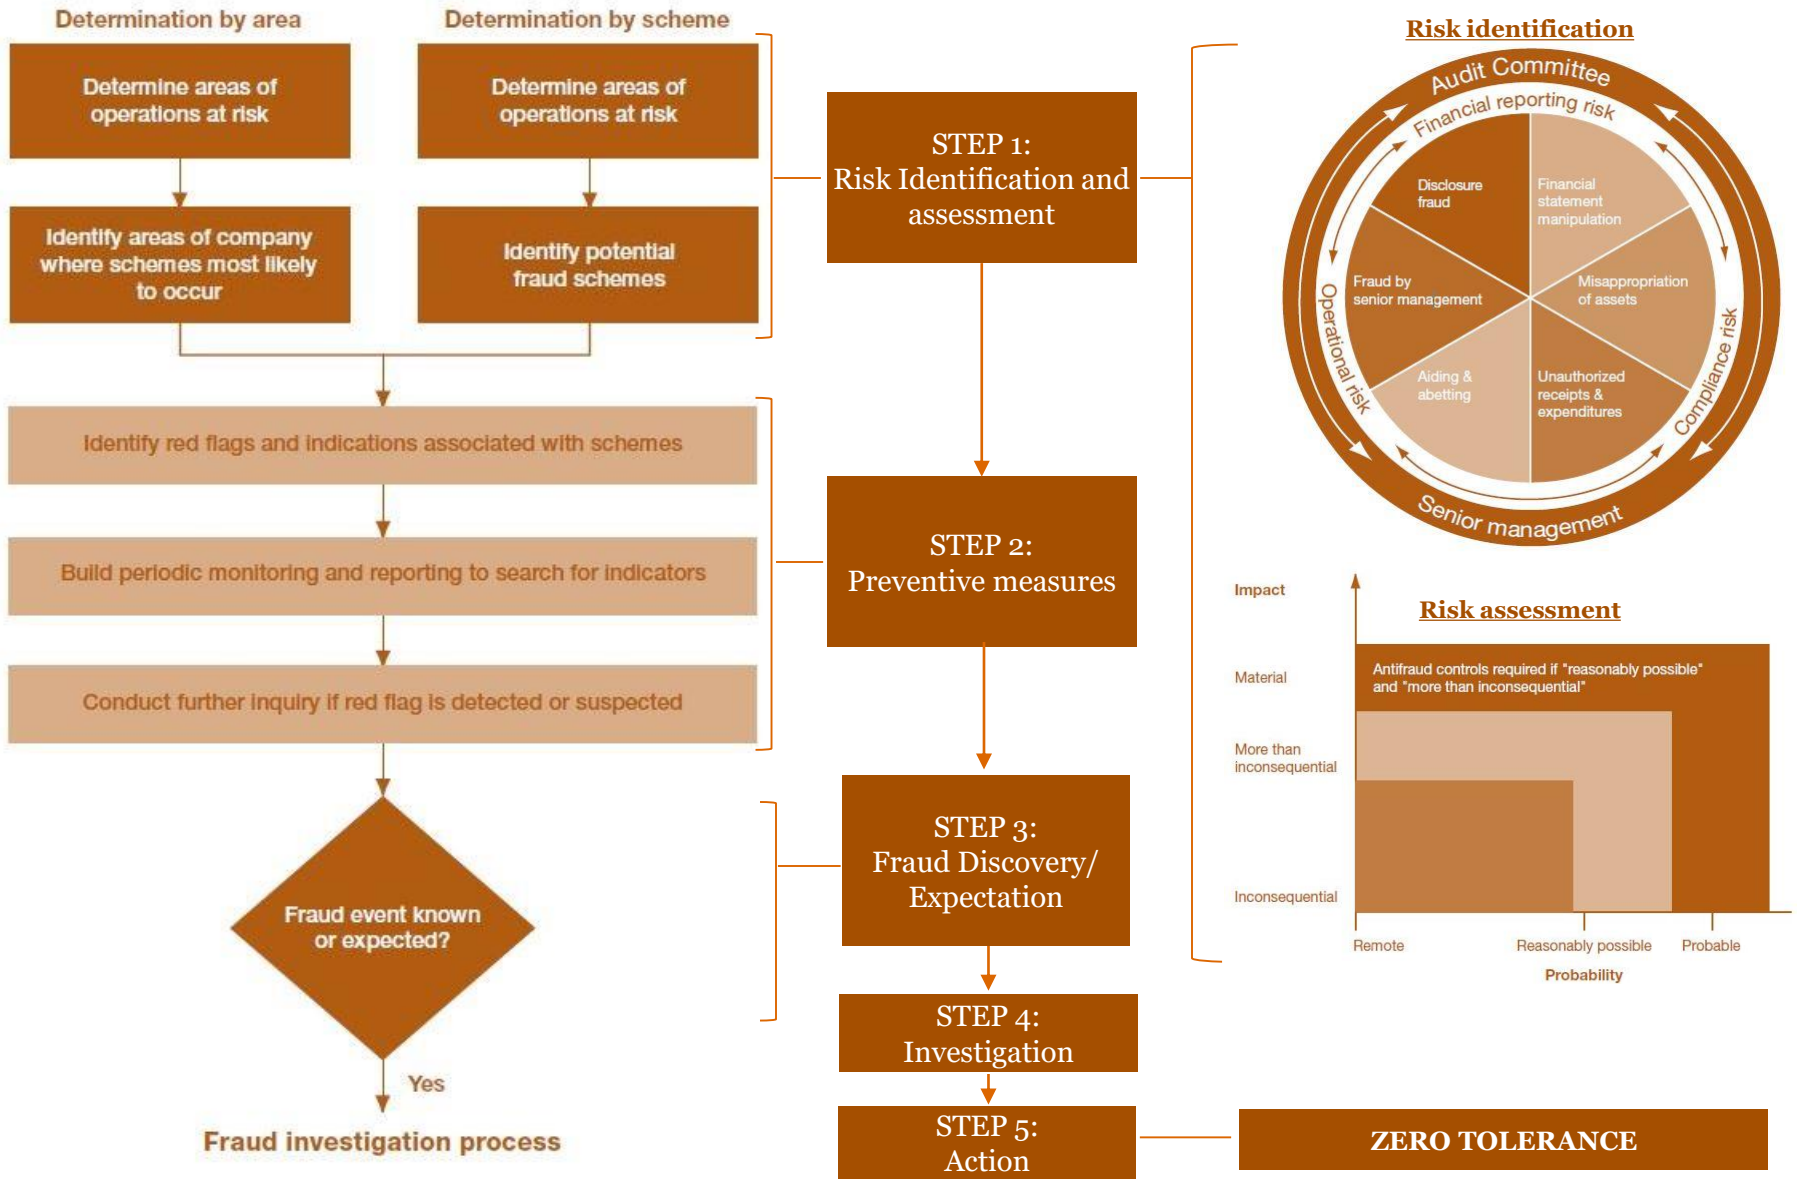 Determination by area
Determine areas of
operations at risk
Identify areas of company
where schemes most likely
to occur
Determination by scheme
Determine areas of
operations at risk
Identify potential
fraud schemes
Identify red flags and indications associated with schemes
Build periodic monitoring and reporting to search for indicators
Conduct further inquiry if red flag is detected or suspected
Fraud event known
or expected?
Yes
Fraud investigation process
STEP 1:
Risk Identification and
assessment
STEP 2:
Preventive measures
STEP 3:
Fraud Discovery/
Expectation
STEP 4:
Investigation
STEP 5:
Action
ZERO TOLERANCE
Risk identification
Audit Committee
Financial reporting risk
Disclosure
fraud
Financial
statement
manipulation
Fraud by
senior management
Misappropriation
of assets
Aiding &
abetting
Unauthorized
receipts &
expenditures
Operational risk
Compliance risk
Senior management
Impact
Risk assessment
Material
Antifraud controls required if "reasonably possible"
and "more than inconsequential"
More than
inconsequential
Inconsequential
Remote
Reasonably possible
Probable
Probability